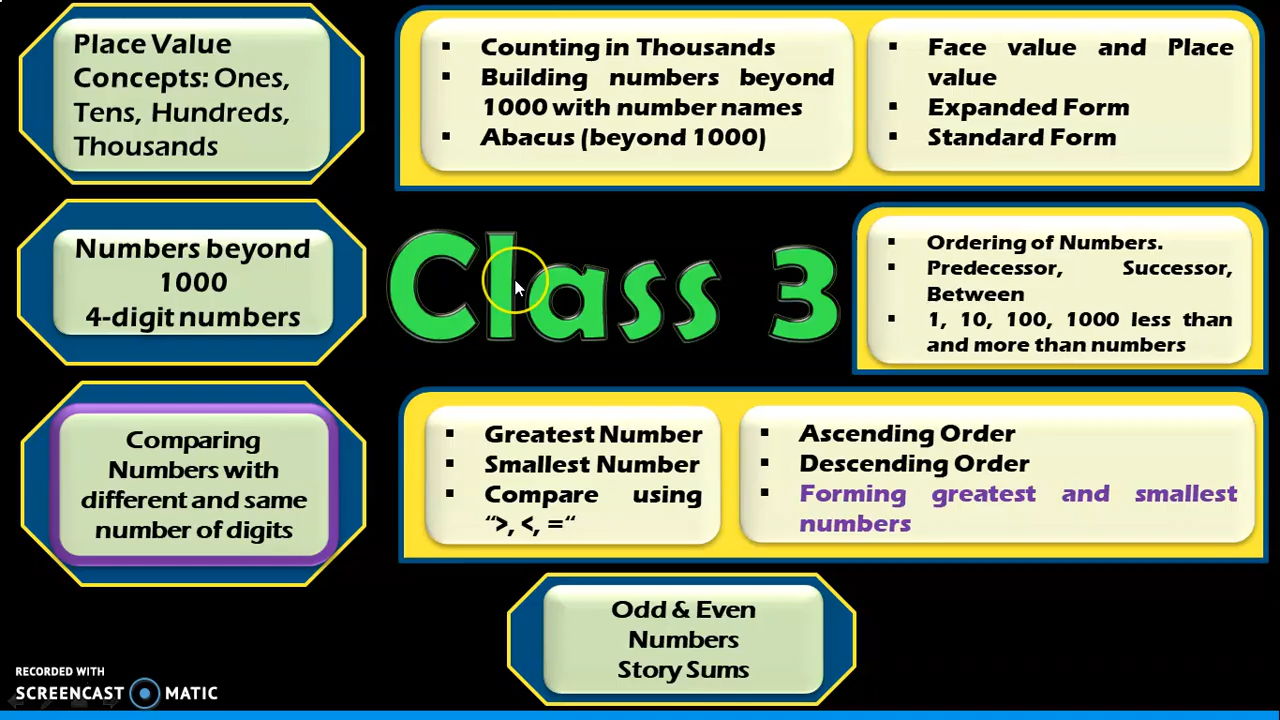 Place Value
Concepts: Ones,
Tens, Hundreds,
Thousands
▪ Counting in Thousands
▪ Building numbers beyond
1000 with number names
▪ Abacus (beyond 1000)
▪ Face value and Place
value
▪ Expanded Form
▪ Standard Form
Numbers beyond
1000
4-digit numbers
Class 3
▪ Ordering of Numbers.
▪ Predecessor, Successor,
Between
▪ 1, 10, 100, 1000 less than
and more than numbers
Comparing
Numbers with
different and same
number of digits
▪ Greatest Number
▪ Smallest Number
▪ Compare using
“>, <, =“
▪ Ascending Order
▪ Descending Order
▪ Forming greatest and smallest
numbers
Odd & Even
Numbers
Story Sums
RECORDED WITH
SCREENCAST MATIC